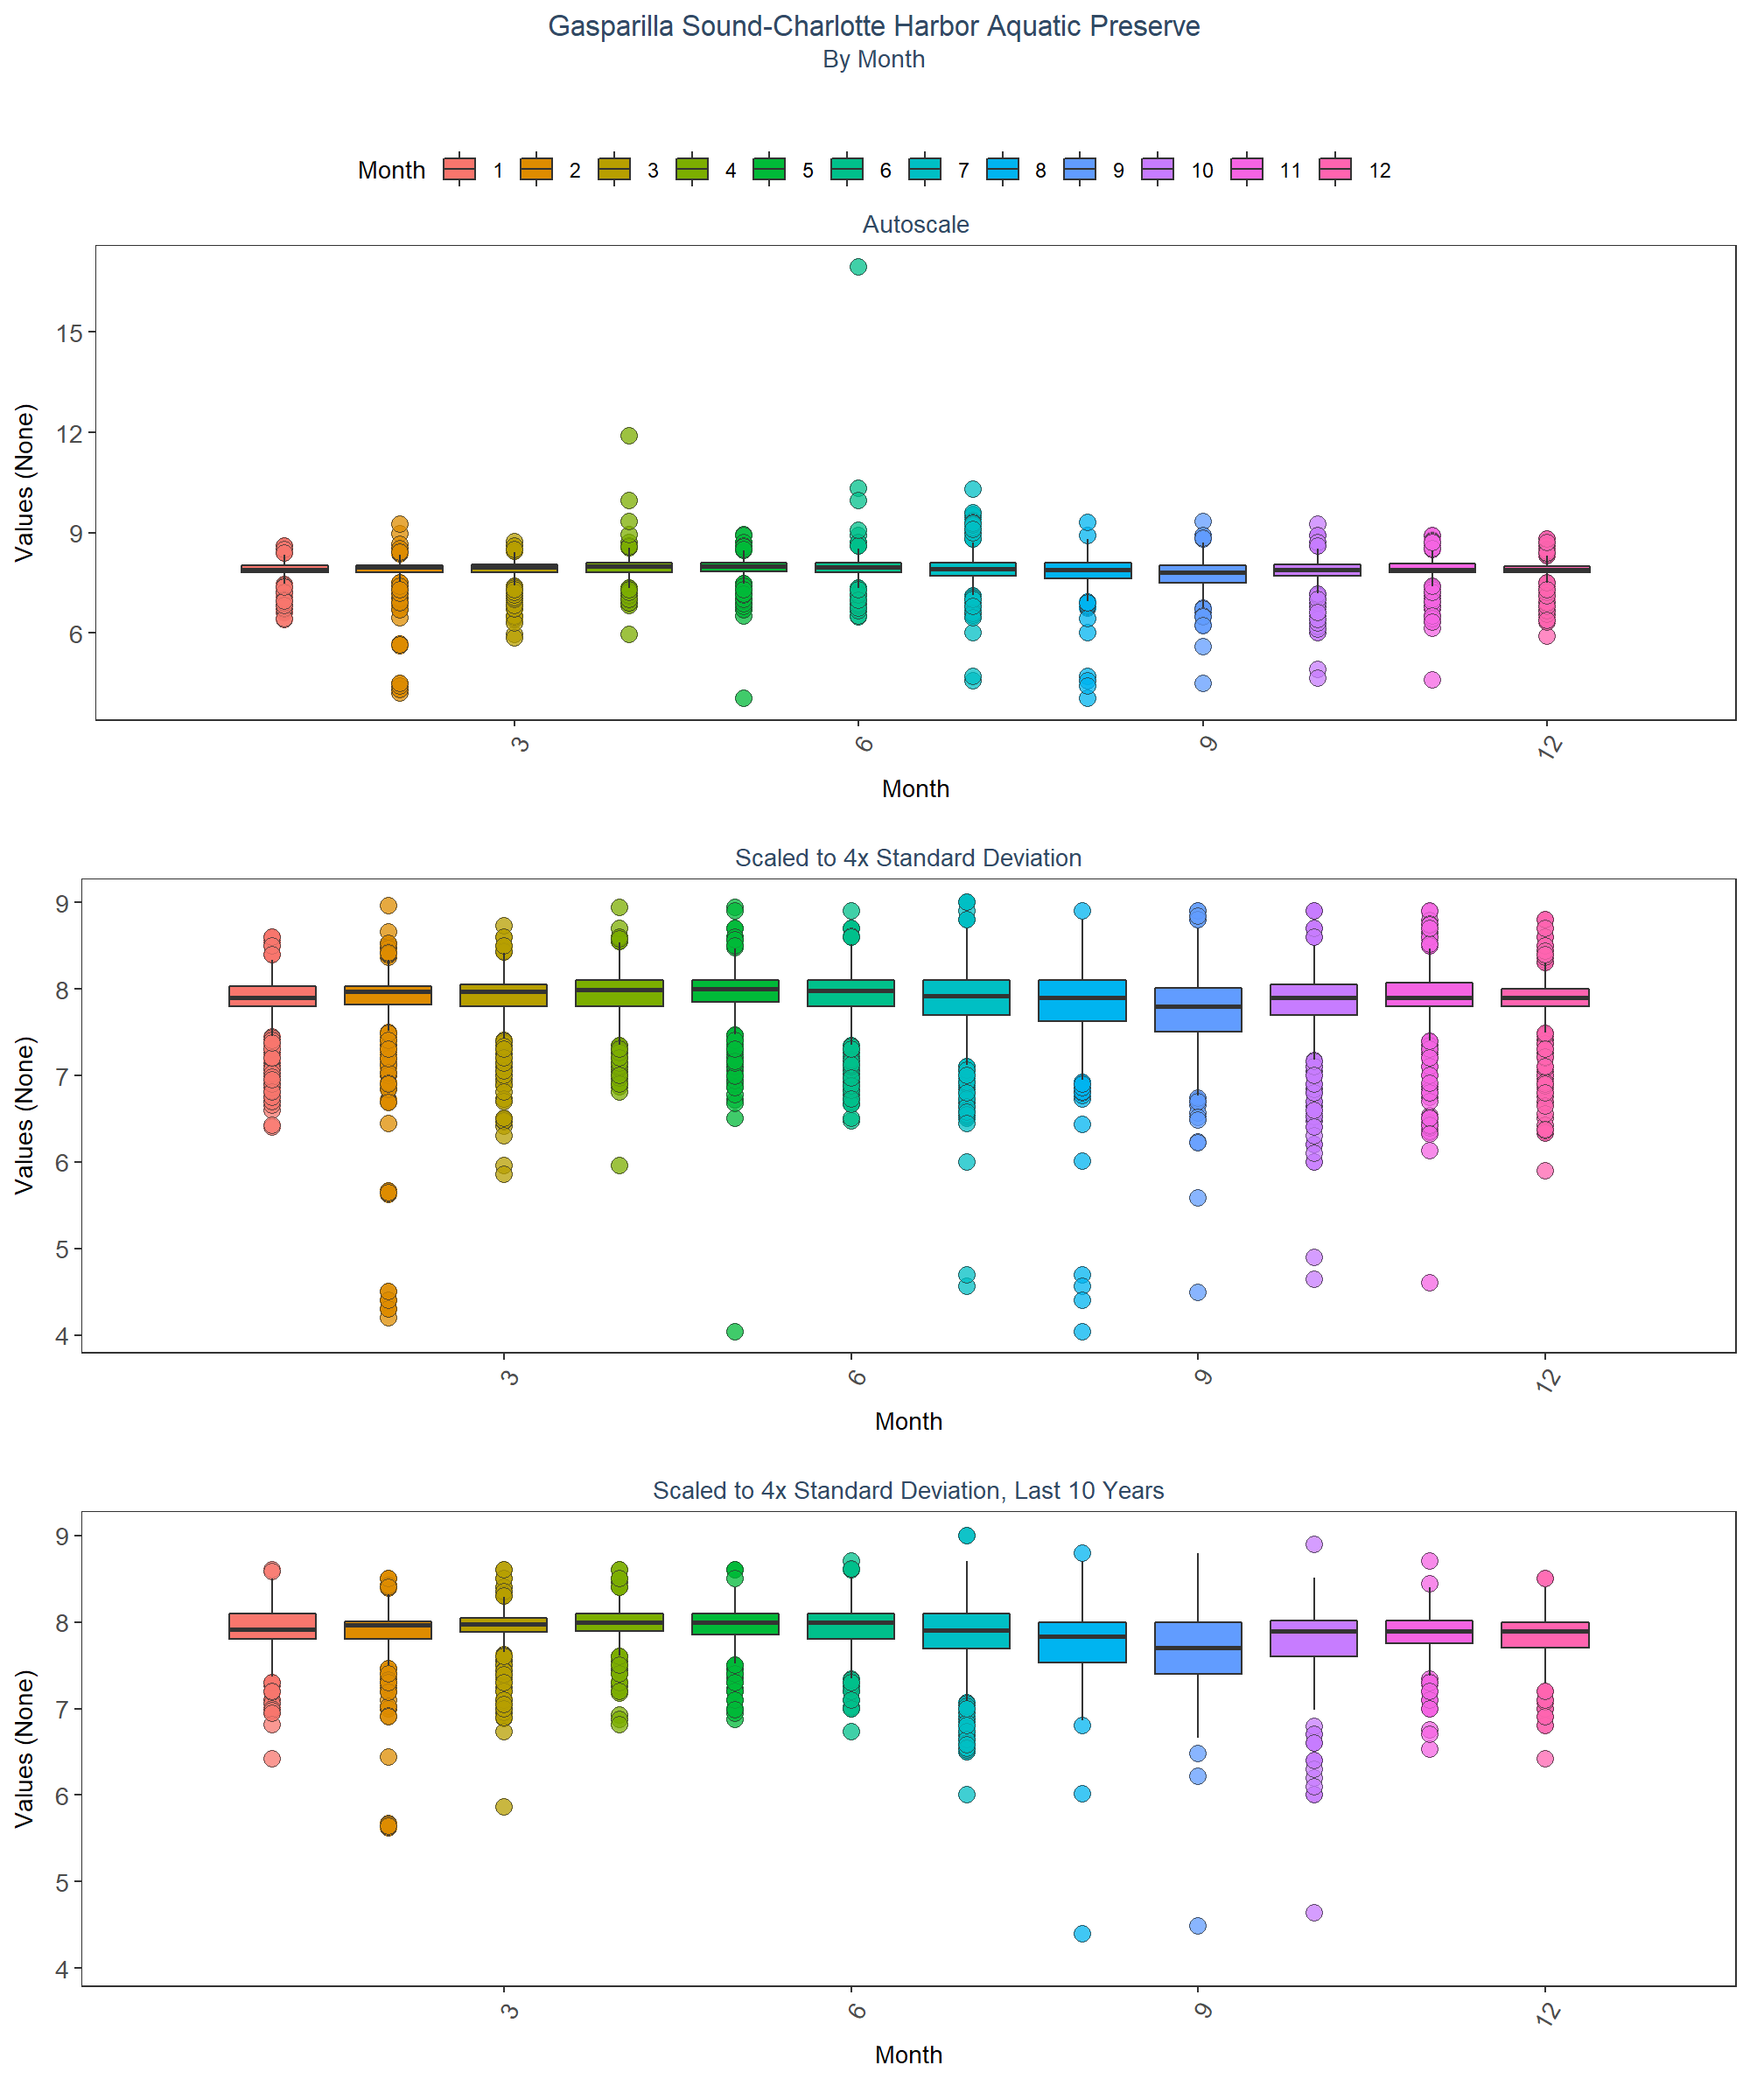 Gasparilla Sound-Charlotte Harbor Aquatic Preserve
By Month
Month 1 2 3 4 5 6 7 8 9 10 11 12
Autoscale
Values (None)
15
12
9
6
3 6 9 12
Month
Scaled to 4x Standard Deviation
Values (None)
9
8
7
6
5
4
3 6 9 12
Month
Scaled to 4x Standard Deviation, Last 10 Years
Values (None)
9
8
7
6
5
4
3 6 9 12
Month